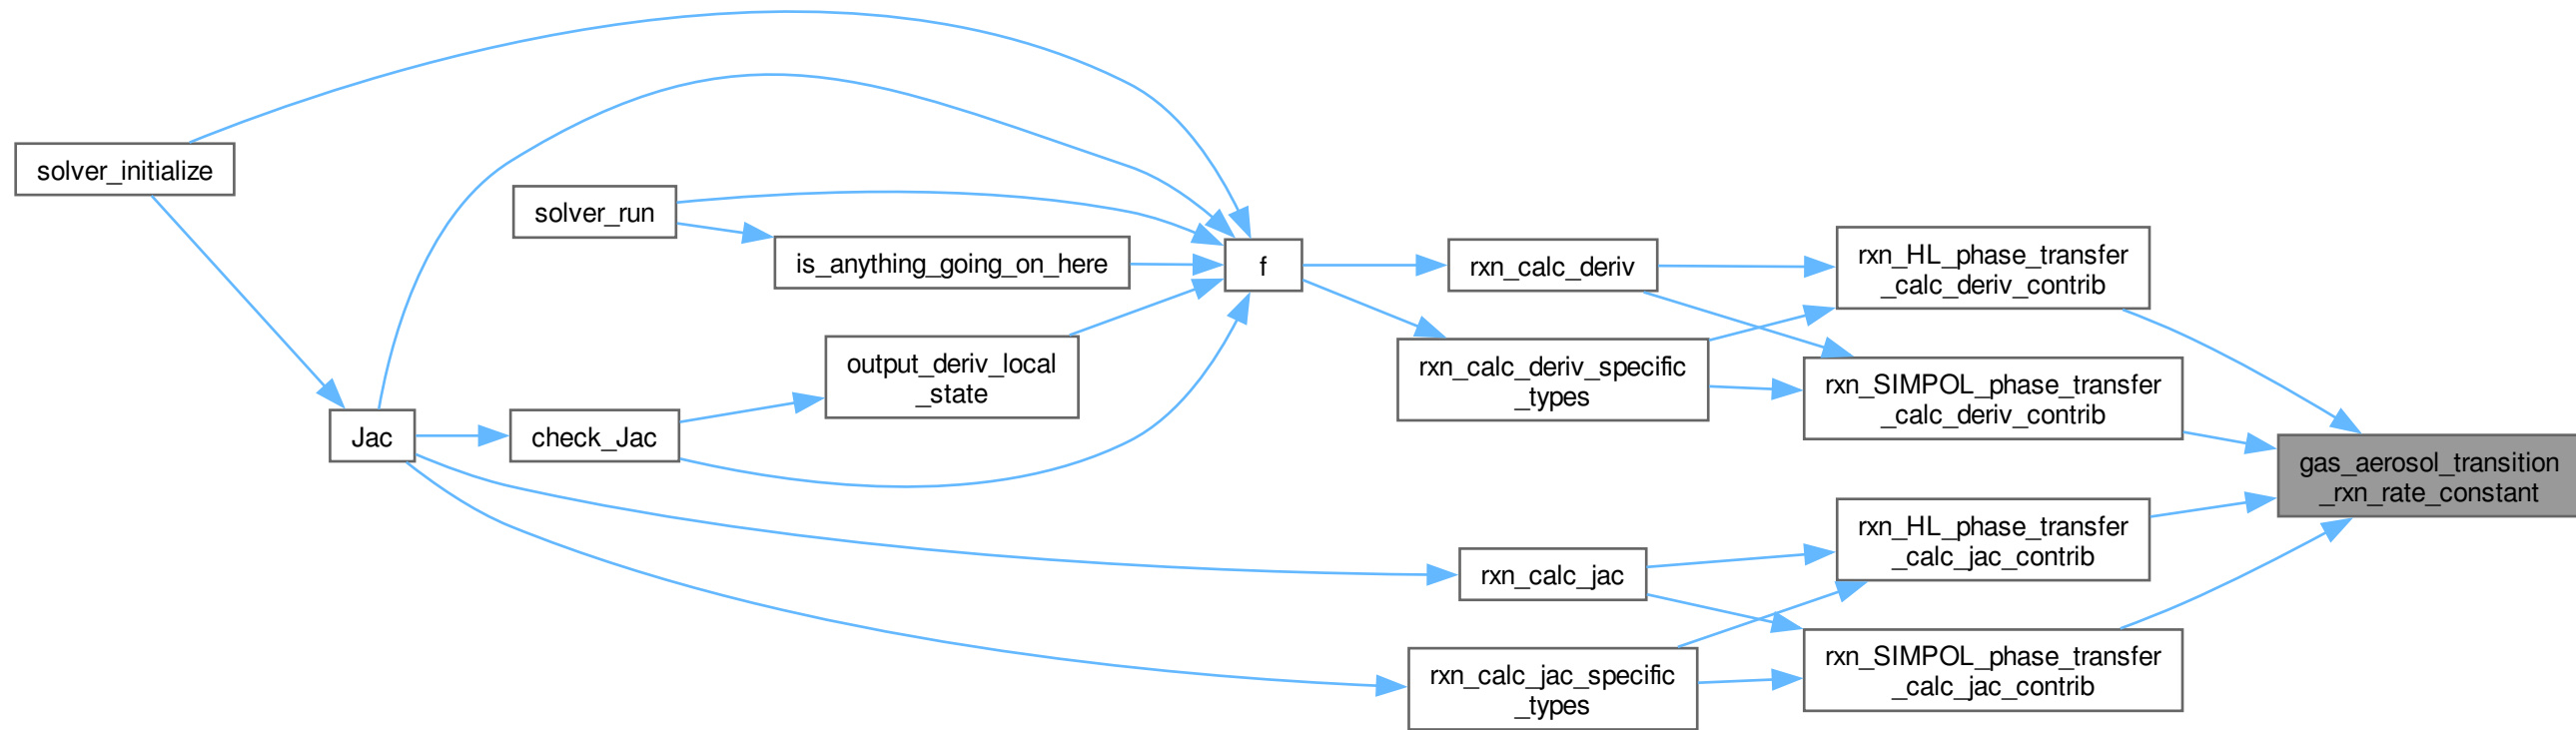 solver_initialize
solver_run
is_anything_going_on_here
f
rxn_calc_deriv
rxn_HL_phase_transfer
_calc_deriv_contrib
output_deriv_local
_state
rxn_calc_deriv_specific
_types
rxn_SIMPOL_phase_transfer
_calc_deriv_contrib
Jac
check_Jac
gas_aerosol_transition
_rxn_rate_constant
rxn_calc_jac
rxn_HL_phase_transfer
_calc_jac_contrib
rxn_calc_jac_specific
_types
rxn_SIMPOL_phase_transfer
_calc_jac_contrib